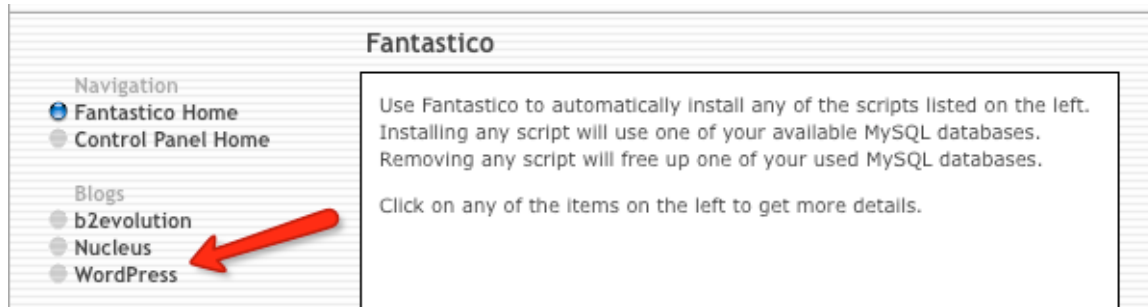 Fantastico
Navigation
Fantastico Home
Control Panel Home
Blogs
b2evolution
Nucleus
WordPress
Use Fantastico to automatically install any of the scripts listed on the left.
Installing any script will use one of your available MySQL databases.
Removing any script will free up one of your used MySQL databases.
Click on any of the items on the left to get more details.